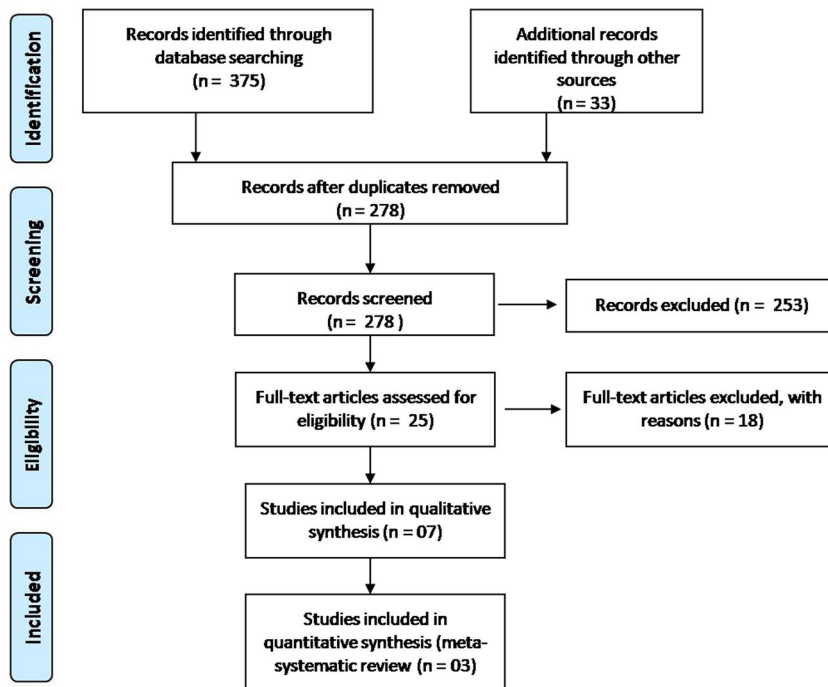 Identification
Records identified through
database searching
(n = 375)
Additional records
identified through other
sources
(n = 33)
Records after duplicates removed
(n = 278)
Screening
Records screened
(n = 278 )
Records excluded (n = 253)
Eligibility
Full-text articles assessed for
eligibility (n = 25)
Full-text articles excluded, with
reasons (n = 18)
Studies included in qualitative
synthesis (n = 07)
Included
Studies included in
quantitative synthesis (meta-
systematic review (n = 03)